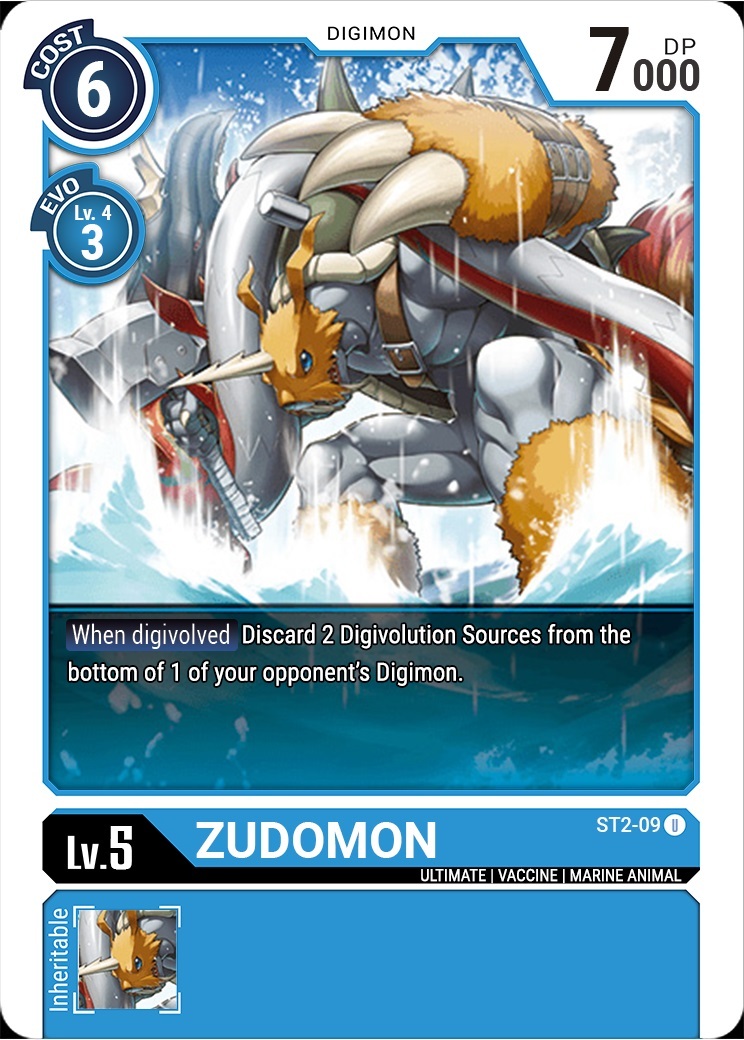 DIGIMON
COST
6
7000
DP
EVO
Lv. 4
3
When digivolved Discard 2 Digivolution Sources from the
bottom of 1 of your opponent's Digimon.
Lv.5
ZUDOMON
ST2-09 U
ULTIMATE | VACCINE | MARINE ANIMAL
Inheritable